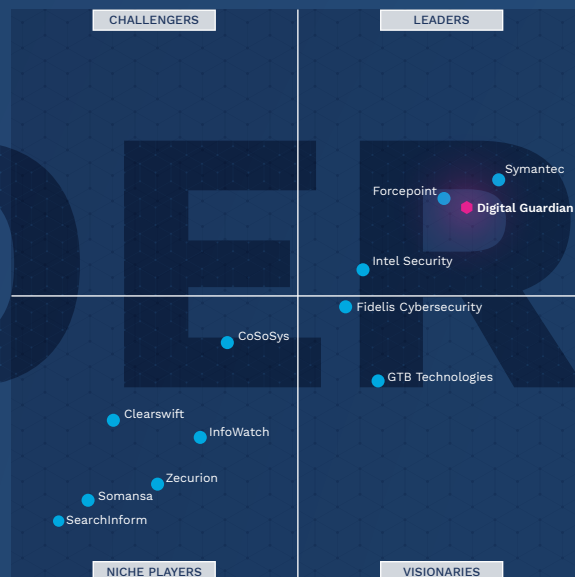 CHALLENGERS
LEADERS
DER
Symantec
Forcepoint
Digital Guardian
Intel Security
Fidelis Cybersecurity
CoSoSys
GTB Technologies
Clearswift
InfoWatch
Zecurion
Somansa
SearchInform
NICHE PLAYERS
VISIONARIES